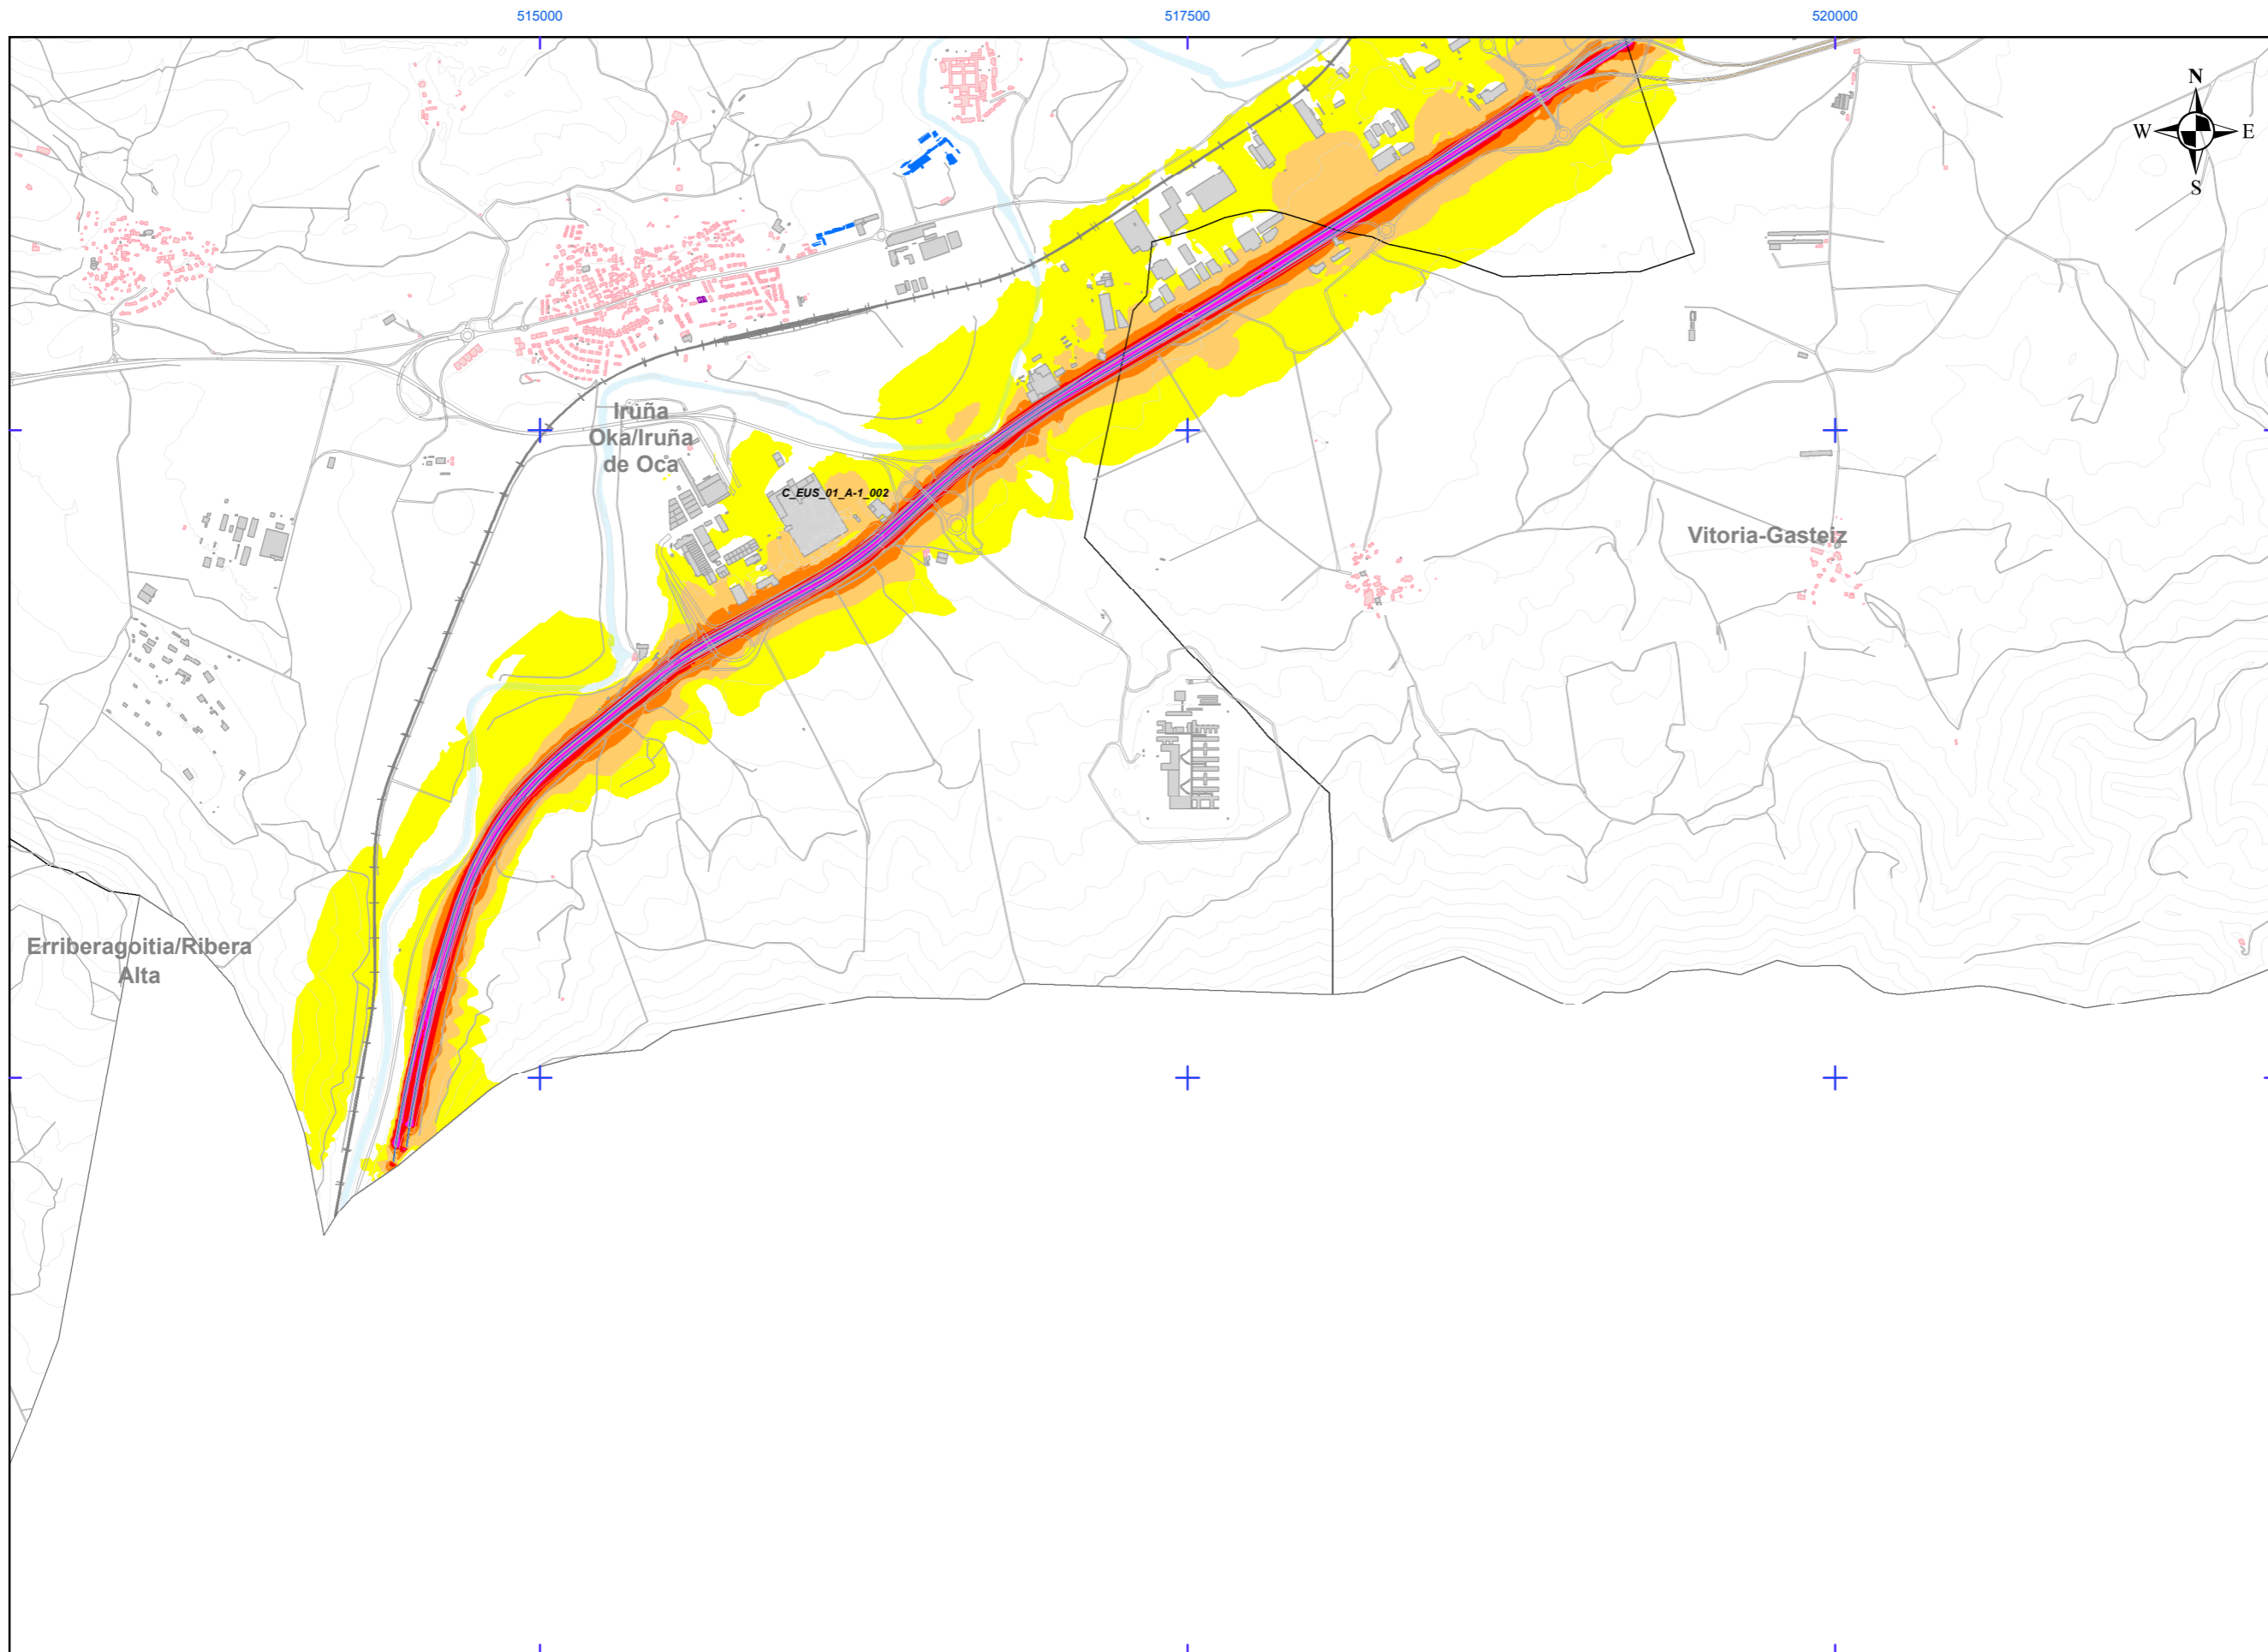 515000
517500
520000
N
W E
S
Iruña
Oka/Iruña
de Oca
C_EUS_01_A-1_002
Vitoria-Gasteiz
Erriberagoitia/Ribera
Alta